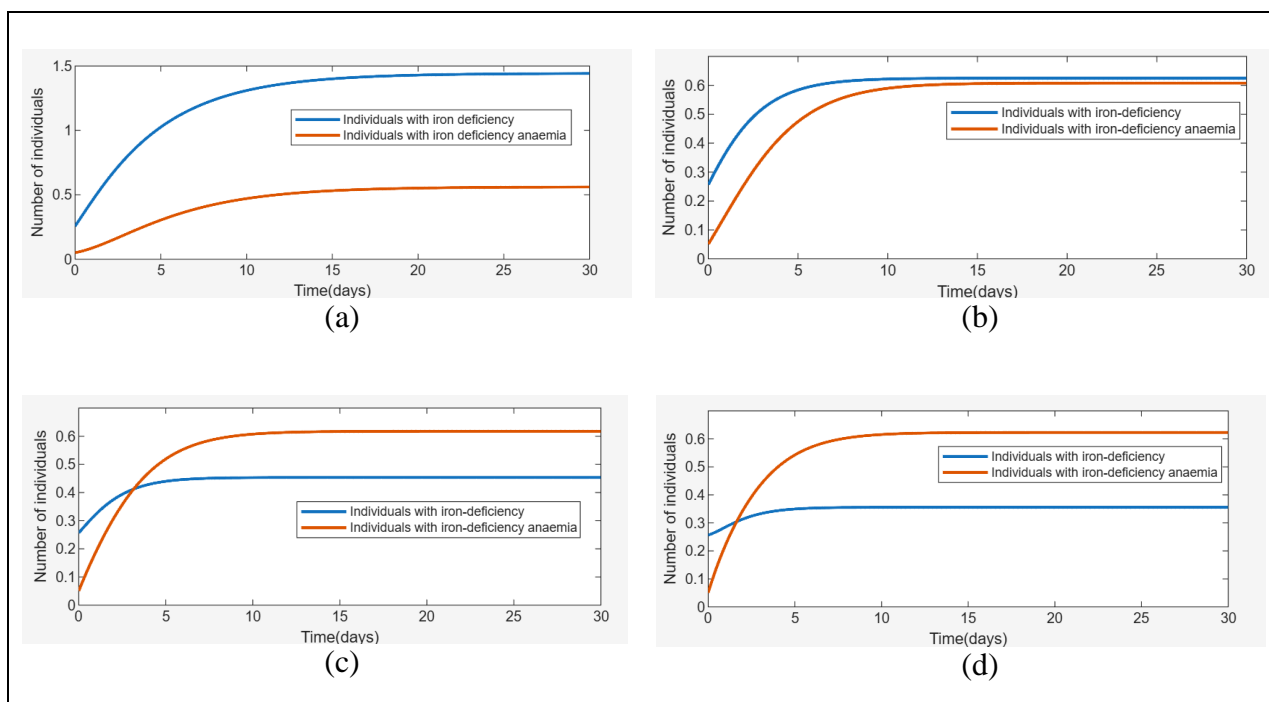 Number of individuals
1.5
1
0.5
0
0 5 10 15 20 25 30
Time(days)
Individuals with iron deficiency
Individuals with iron deficiency anaemia
(a)
Number of individuals
0.6
0.5
0.4
0.3
0.2
0.1
0
0 5 10 15 20 25 30
Time(days)
Individuals with iron-deficiency
Individuals with iron-deficiency anaemia
(b)
Number of individuals
0.6
0.5
0.4
0.3
0.2
0.1
0
0 5 10 15 20 25 30
Time(days)
Individuals with iron-deficiency
Individuals with iron-deficiency anaemia
(c)
Number of individuals
0.6
0.5
0.4
0.3
0.2
0.1
0
0 5 10 15 20 25 30
Time(days)
Individuals with iron-deficiency
Individuals with iron-deficiency anaemia
(d)